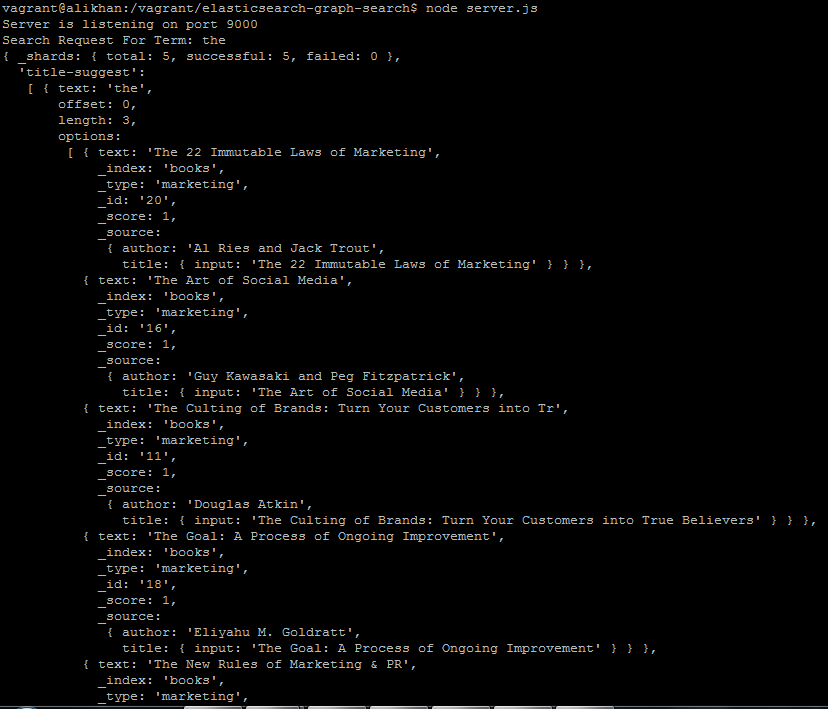 vagrant@alikhan:/vagrant/elasticsearch-graph-search$ node server.js
Server is listening on port 9000
Search Request For Term: the
{ _shards: { total: 5, successful: 5, failed: 0 },
  'title-suggest':
   [ { text: 'the',
       offset: 0,
       length: 3,
       options:
        [ { text: 'The 22 Immutable Laws of Marketing',
            _index: 'books',
            _type: 'marketing',
            _id: '20',
            _score: 1,
            _source:
             { author: 'Al Ries and Jack Trout',
               title: { input: 'The 22 Immutable Laws of Marketing' } } },
          { text: 'The Art of Social Media',
            _index: 'books',
            _type: 'marketing',
            _id: '16',
            _score: 1,
            _source:
             { author: 'Guy Kawasaki and Peg Fitzpatrick',
               title: { input: 'The Art of Social Media' } } },
          { text: 'The Culting of Brands: Turn Your Customers into Tr',
            _index: 'books',
            _type: 'marketing',
            _id: '11',
            _score: 1,
            _source:
             { author: 'Douglas Atkin',
               title: { input: 'The Culting of Brands: Turn Your Customers into True Believers' } } },
          { text: 'The Goal: A Process of Ongoing Improvement',
            _index: 'books',
            _type: 'marketing',
            _id: '18',
            _score: 1,
            _source:
             { author: 'Eliyahu M. Goldratt',
               title: { input: 'The Goal: A Process of Ongoing Improvement' } } },
          { text: 'The New Rules of Marketing & PR',
            _index: 'books',
            _type: 'marketing',